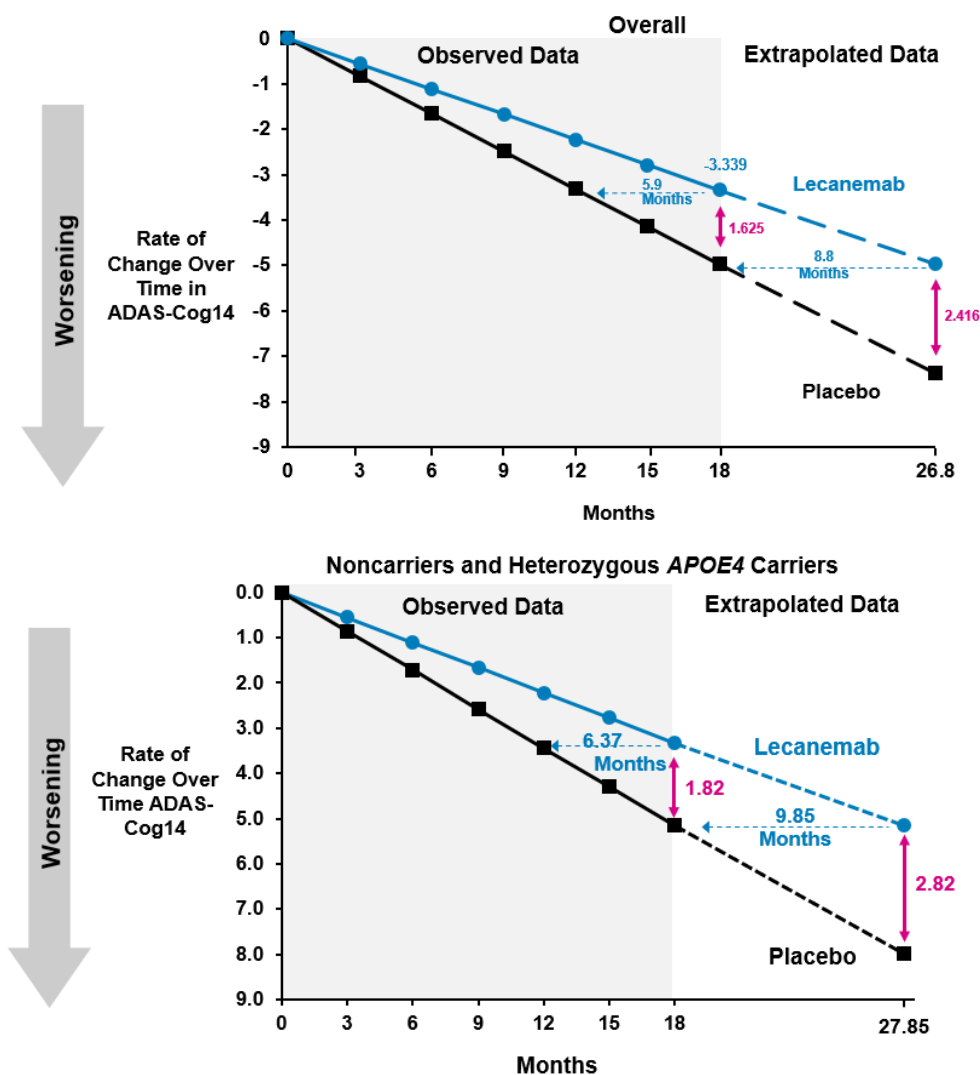 Overall
Observed Data
Extrapolated Data
0
-1
-2
-3
-4
-5
-6
-7
-8
-9
Worsening
Rate of
Change Over
Time in
ADAS-Cog14
-3.339
5.9
Months
1.625
Lecanemab
8.8
Months
2.416
Placebo
0 3 6 9 12 15 18 26.8
Months
Noncarriers and Heterozygous APOE4 Carriers
Observed Data
Extrapolated Data
0.0
1.0
2.0
3.0
4.0
5.0
6.0
7.0
8.0
9.0
Worsening
Rate of
Change Over
Time ADAS-
Cog14
6.37
Months
1.82
Lecanemab
9.85
Months
2.82
Placebo
0 3 6 9 12 15 18 27.85
Months